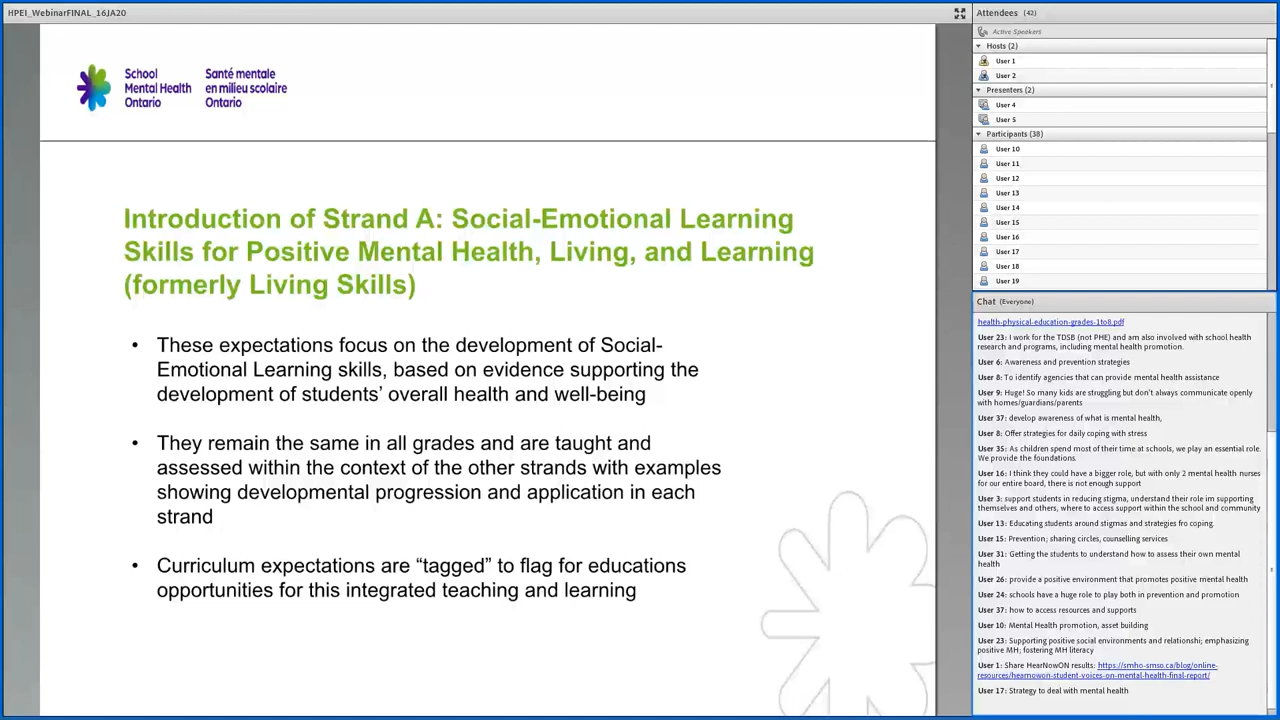 HPEI_WebinarFINAL_16JA20
School
Mental Health
Ontario
Santé mentale
en milieu scolaire
Ontario
Introduction of Strand A: Social-Emotional Learning
Skills for Positive Mental Health, Living, and Learning
(formerly Living Skills)
• These expectations focus on the development of Social-
Emotional Learning skills, based on evidence supporting the
development of students’ overall health and well-being
• They remain the same in all grades and are taught and
assessed within the context of the other strands with examples
showing developmental progression and application in each
strand
• Curriculum expectations are “tagged” to flag for educations
opportunities for this integrated teaching and learning
Attendees (42)
Active Speakers
Hosts (2)
User 1
User 2
Presenters (2)
User 4
User 5
Participants (38)
User 10
User 11
User 12
User 13
User 14
User 15
User 16
User 17
User 18
User 19
Chat (Everyone)
health-physical-education-grades-1to8.pdf
User 23: I work for the TDSB (not PHE) and am also involved with school health
research and programs, including mental health promotion.
User 6: Awareness and prevention strategies
User 8: To identify agencies that can provide mental health assistance
User 9: Huge! So many kids are struggling but don't always communicate openly
with homes/guardians/parents
User 37: develop awareness of what is mental health,
User 8: Offer strategies for daily coping with stress
User 35: As children spend most of their time at schools, we play an essential role.
We provide the foundations.
User 16: I think they could have a bigger role, but with only 2 mental health nurses
for our entire board, there is not enough support
User 3: support students in reducing stigma, understand their role im supporting
themselves and others, where to access support within the school and community
User 13: Educating students around stigmas and strategies fro coping.
User 15: Prevention; sharing circles, counselling services
User 31: Getting the students to understand how to assess their own mental
health
User 26: provide a positive environment that promotes positive mental health
User 24: schools have a huge role to play both in prevention and promotion
User 37: how to access resources and supports
User 10: Mental Health promotion, asset building
User 23: Supporting positive social environments and relationshi; emphasizing
positive MH; fostering MH literacy
User 1: Share HearNowON results: https://smho-smso.ca/blog/online-
resources/hearnowon-student-voices-on-mental-health-final-report/
User 17: Strategy to deal with mental health